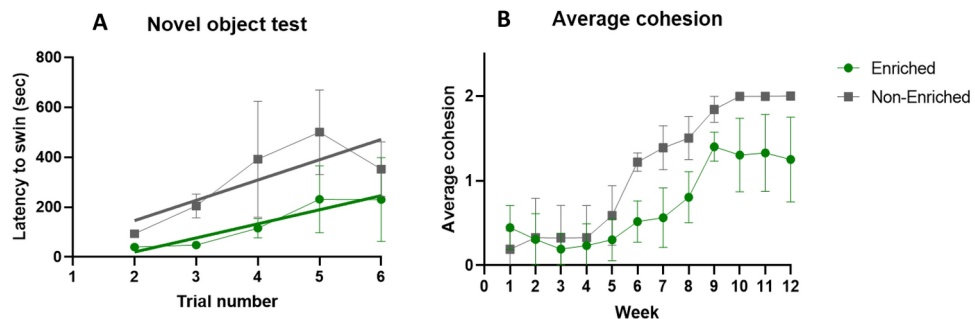 A
Novel object test
Latency to swin (sec)
800
600
400
200
0
1 2 3 4 5 6
Trial number
B
Average cohesion
Average cohesion
2
1
0
0 1 2 3 4 5 6 7 8 9 10 11 12
Week
Enriched
Non-Enriched